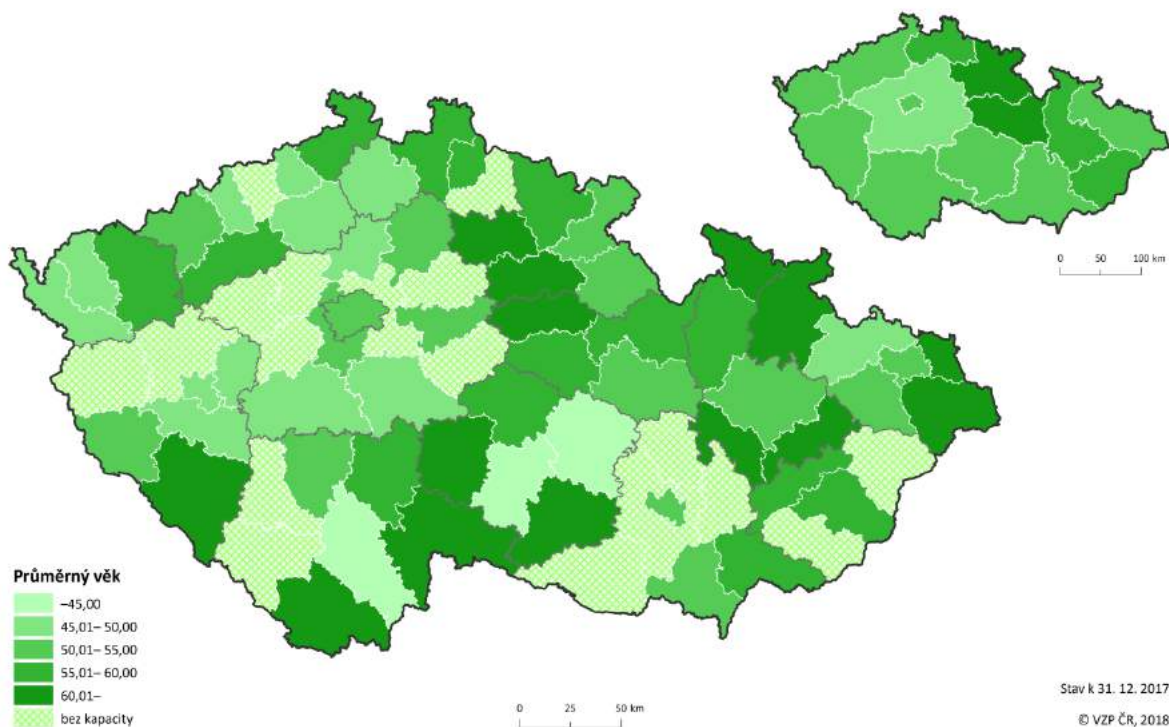 0 50 100 km
Průměrný věk
–45,00
45,01– 50,00
50,01– 55,00
55,01– 60,00
60,01–
bez kapacity
0 25 50 km
Stav k 31. 12. 2017
© VZP ČR, 2018